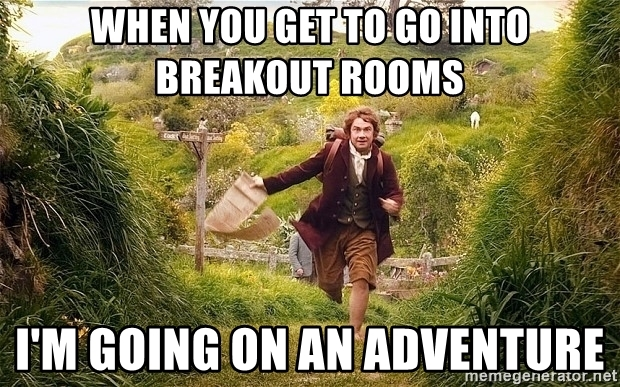 WHEN YOU GET TO GO INTO
BREAKOUT ROOMS
I'M GOING ON AN ADVENTURE
memegenerator.net